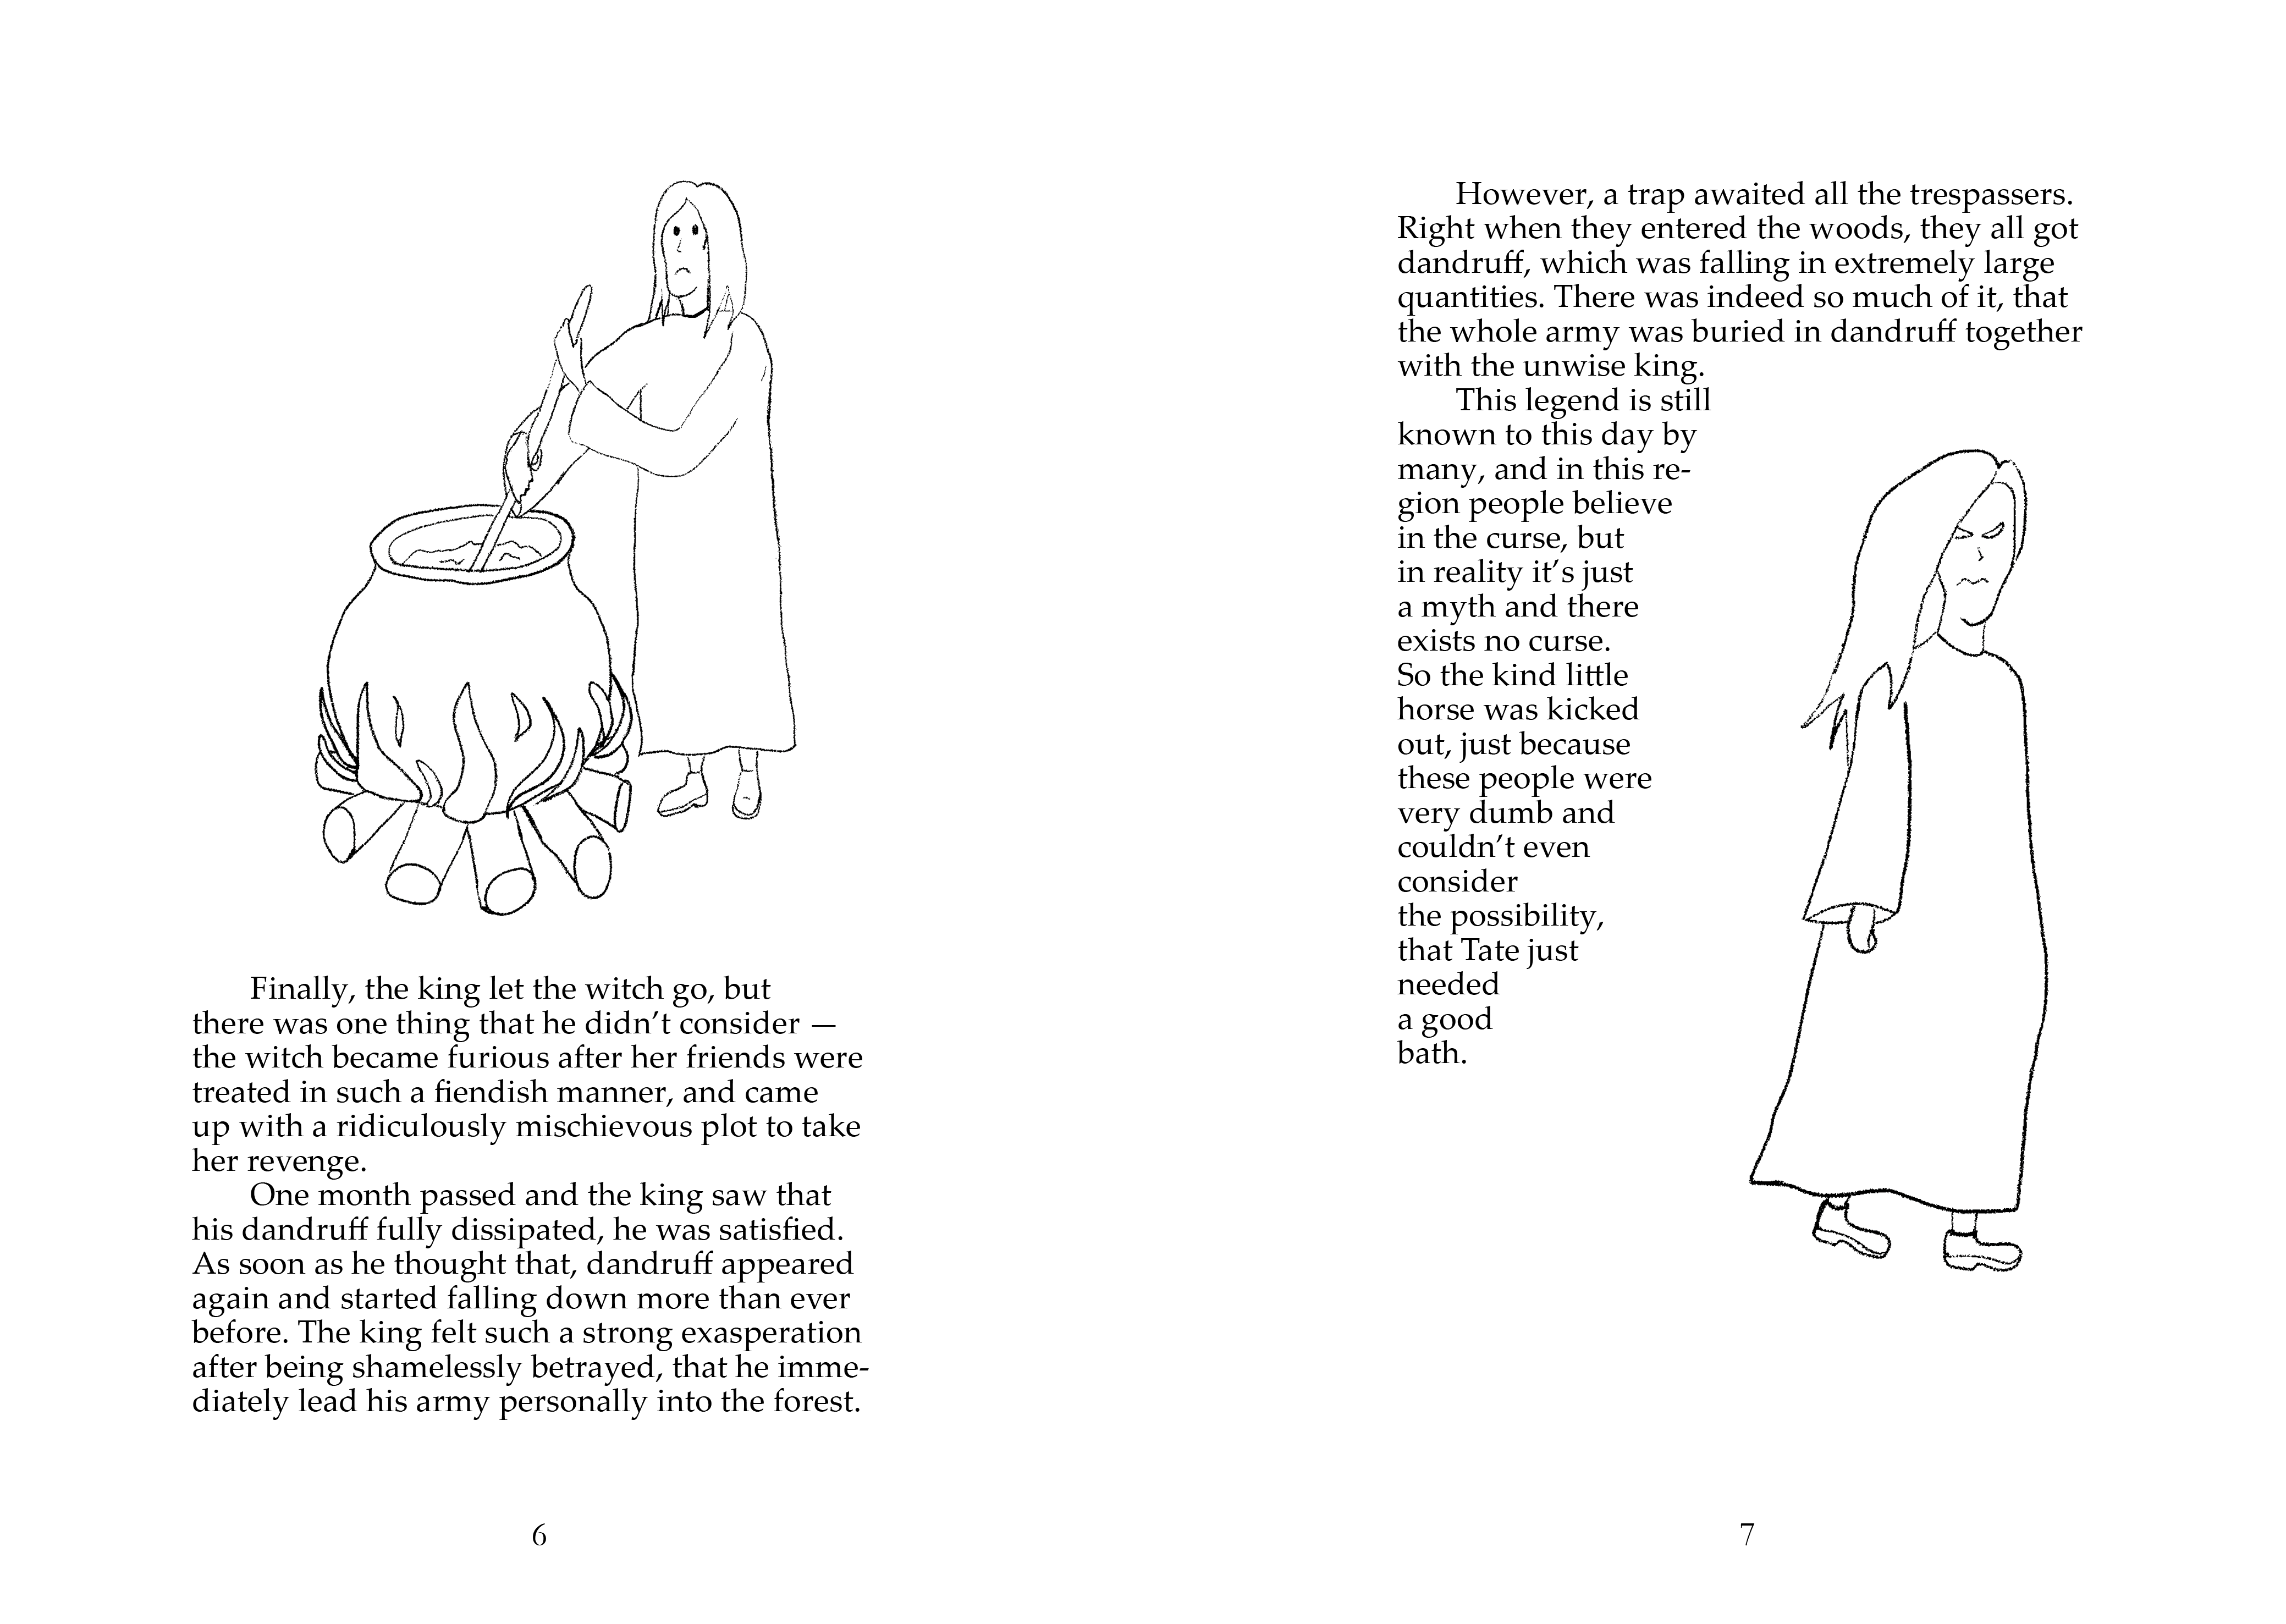 Finally, the king let the witch go, but
there was one thing that he didn't consider —
the witch became furious after her friends were
treated in such a fiendish manner, and came
up with a ridiculously mischievous plot to take
her revenge.
One month passed and the king saw that
his dandruff fully dissipated, he was satisfied.
As soon as he thought that, dandruff appeared
again and started falling down more than ever
before. The king felt such a strong exasperation
after being shamelessly betrayed, that he imme-
diately lead his army personally into the forest.
6
However, a trap awaited all the trespassers.
Right when they entered the woods, they all got
dandruff, which was falling in extremely large
quantities. There was indeed so much of it, that
the whole army was buried in dandruff together
with the unwise king.
This legend is still
known to this day by
many, and in this re-
gion people believe
in the curse, but
in reality it's just
a myth and there
exists no curse.
So the kind little
horse was kicked
out, just because
these people were
very dumb and
couldn't even
consider
the possibility,
that Tate just
needed
a good
bath.
7